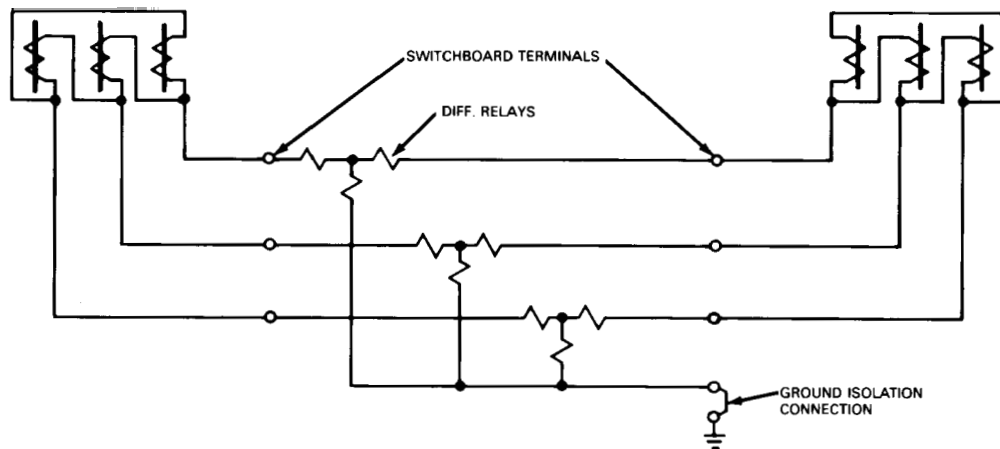 SWITCHBOARD TERMINALS
DIFF. RELAYS
GROUND ISOLATION
CONNECTION